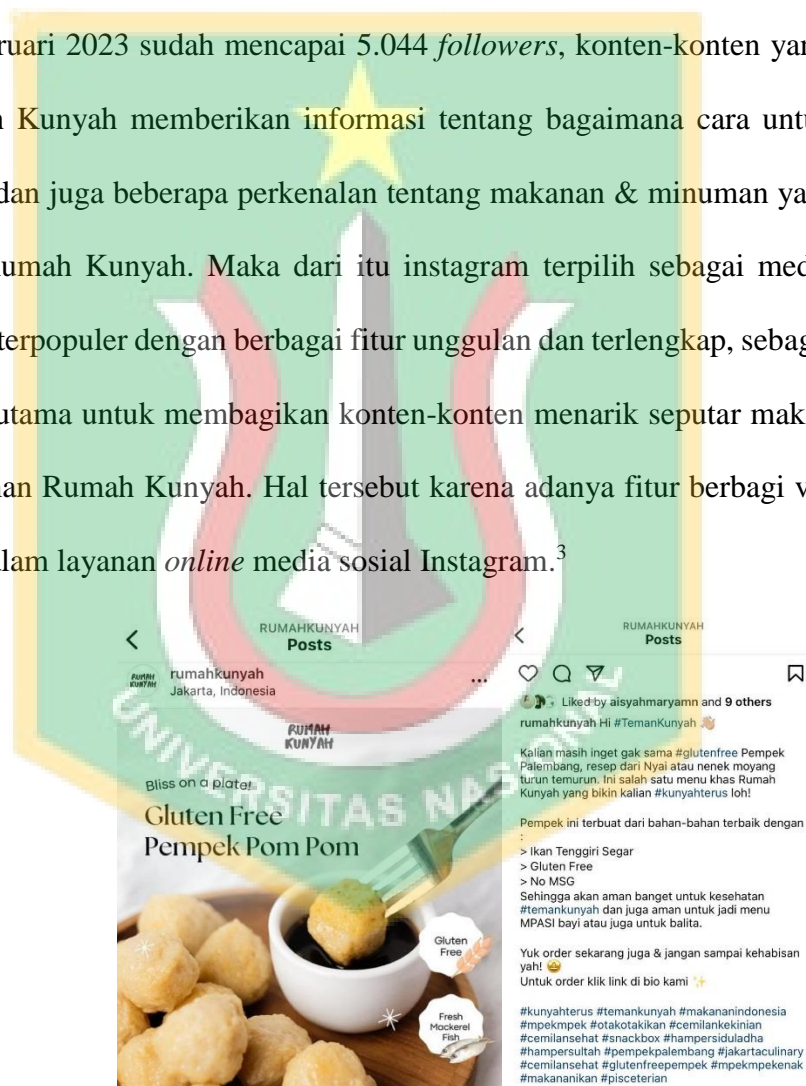 ruari 2023 sudah mencapai 5.044 followers, konten-konten yan
Kunyah memberikan informasi tentang bagaimana cara untu
dan juga beberapa perkenalan tentang makanan & minuman ya
umah Kunyah. Maka dari itu instagram terpilih sebagai med
terpopuler dengan berbagai fitur unggulan dan terlengkap, sebag
utama untuk membagikan konten-konten menarik seputar mak
an Rumah Kunyah. Hal tersebut karena adanya fitur berbagi v
alam layanan online media sosial Instagram.3
RUMAHKUNYAH
Posts
RUMAH KUNYAH
rumahkunyah
Jakarta, Indonesia
...
RUMAH
KUNYAH
Bliss on a plate!
Gluten Free
Pempek Pom Pom
Gluten
Free
Fresh
Mackerel
Fish
RUMAHKUNYAH
Posts
Liked by aisyahmaryamn and 9 others
rumahkunyah Hi #TemanKunyah 👋🏼
Kalian masih inget gak sama #glutenfree Pempek
Palembang, resep dari Nyai atau nenek moyang
turun temurun. Ini salah satu menu khas Rumah
Kunyah yang bikin kalian #kunyahterus loh!
Pempek ini terbuat dari bahan-bahan terbaik dengan
:
> Ikan Tenggiri Segar
> Gluten Free
> No MSG
Sehingga akan aman banget untuk kesehatan
#temankunyah dan juga aman untuk jadi menu
MPASI bayi atau juga untuk balita.
Yuk order sekarang juga & jangan sampai kehabisan
yah! 🤩
Untuk order klik link di bio kami ✨
#kunyahterus #temankunyah #makananindonesia
#mpekmpek #otakotakikan #cemilankekinian
#cemilansehat #snackbox #hampersiduladha
#hampersultah #pempekpalembang #jakartaculinary
#cemilansehat #glutenfreepempek #mpekmpekenak
#makananikan #pisceterian
UNIVERSITAS NASIONAL